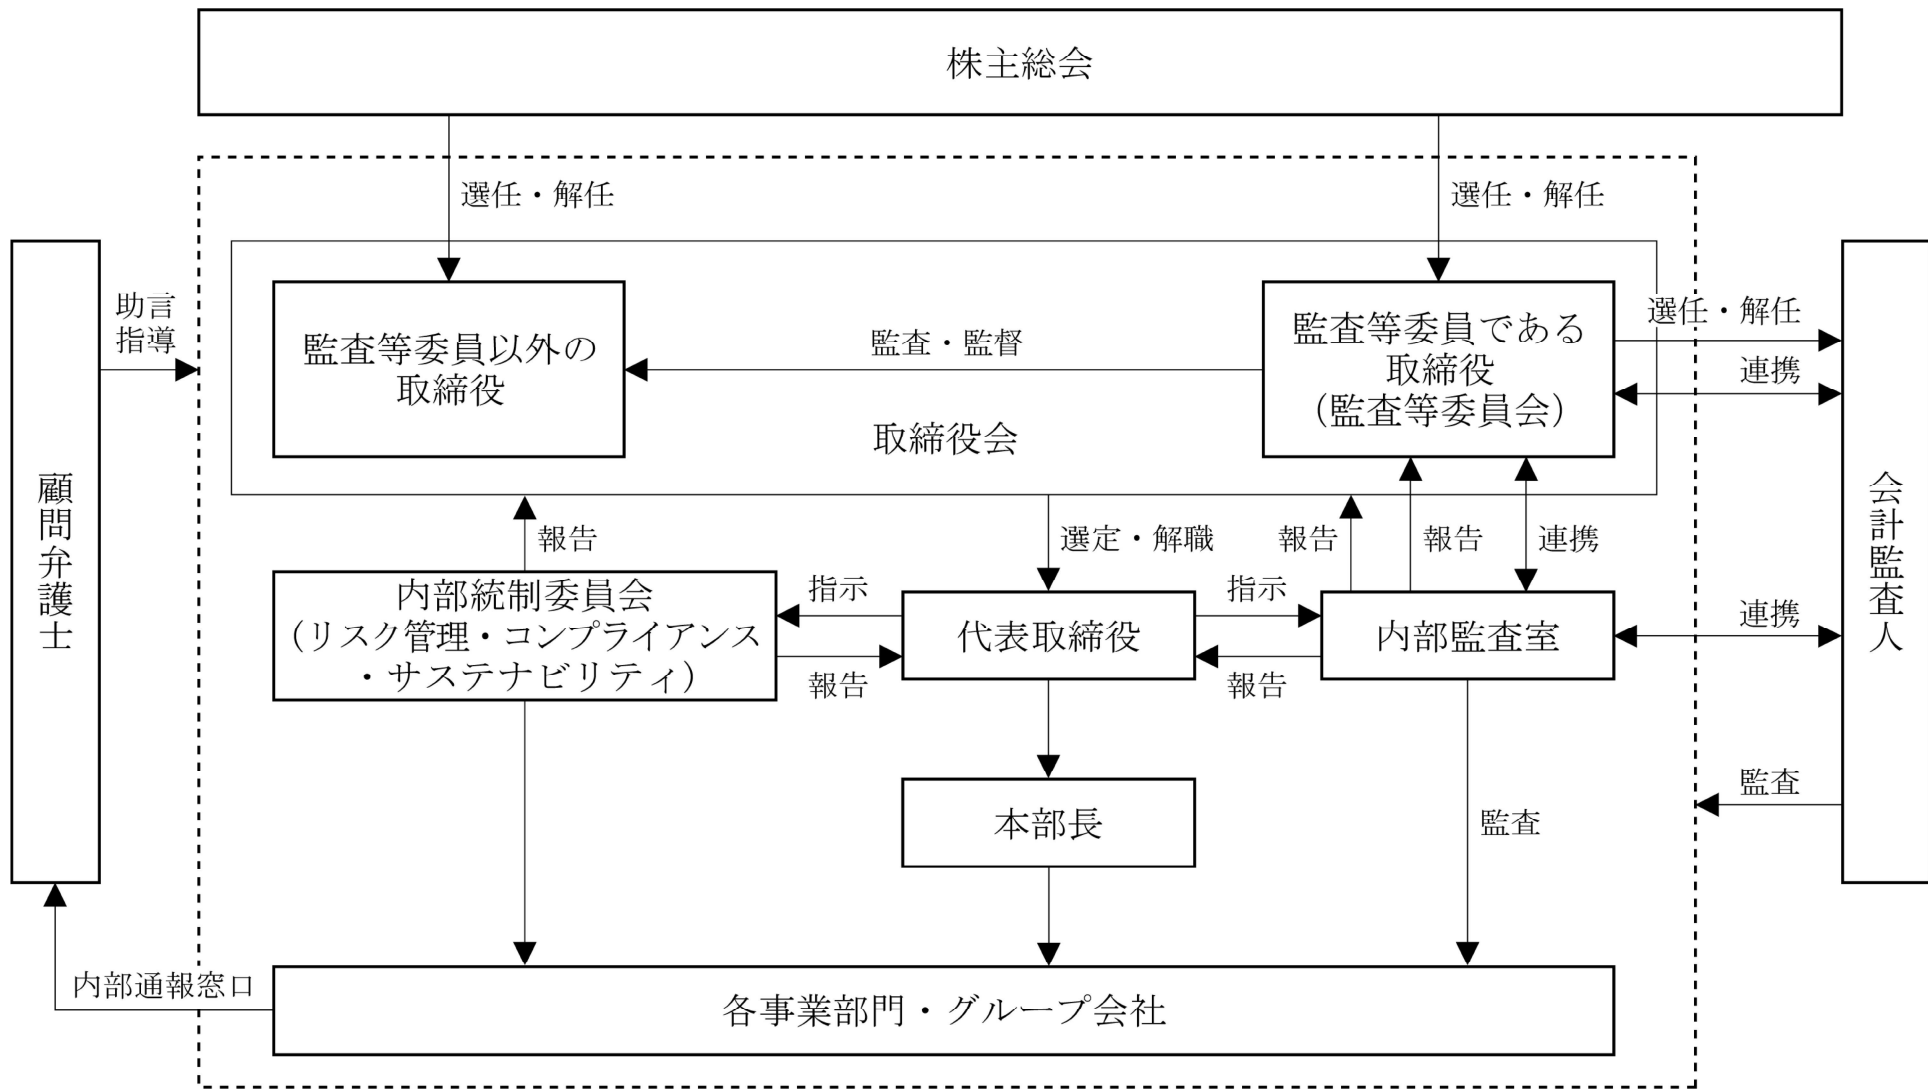 株主総会
選任・解任
選任・解任
助言
指導
監査等委員以外の
取締役
監査・監督
監査等委員である
取締役
（監査等委員会）
選任・解任
連携
取締役会
顧問弁護士
会計監査人
報告
選定・解職
報告
報告
連携
内部統制委員会
（リスク管理・コンプライアンス
・サステナビリティ）
指示
報告
代表取締役
指示
報告
内部監査室
連携
本部長
監査
監査
内部通報窓口
各事業部門・グループ会社